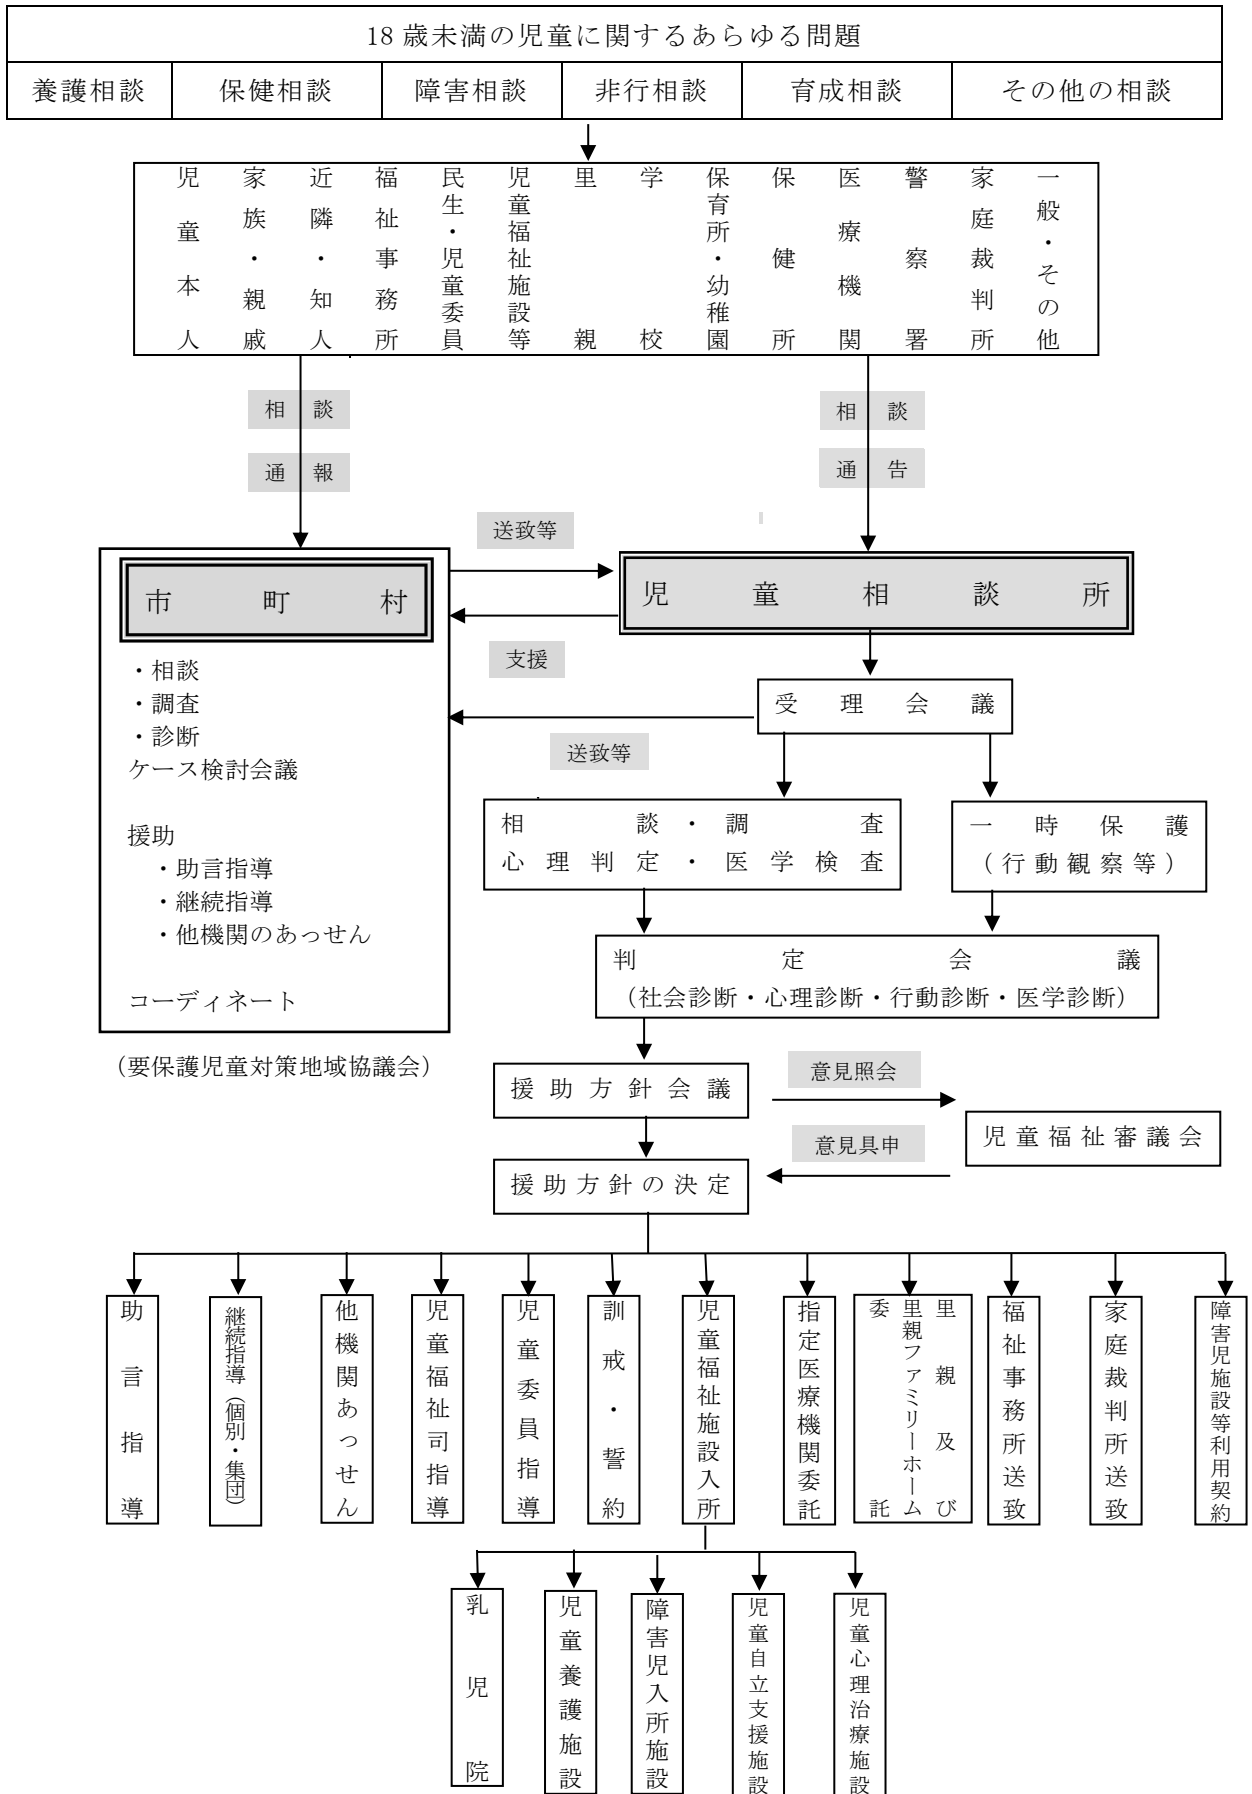 18歳未満の児童に関するあらゆる問題
養護相談
保健相談
障害相談
非行相談
育成相談
その他の相談
児童本人
家族・親戚
近隣・知人
福祉事務所
民生・児童委員
児童福祉施設等
里親
学校
保育所・幼稚園
保健所
医療機関
警察署
家庭裁判所
一般・その他
相談
通報
相談
通告
送致等
市町村
児童相談所
支援
・相談
・調査
・診断
ケース検討会議
援助
・助言指導
・継続指導
・他機関のあっせん
コーディネート
(要保護児童対策地域協議会)
受理会議
送致等
相談・調査
心理判定・医学検査
一時保護
(行動観察等)
判定会議
(社会診断・心理診断・行動診断・医学診断)
援助方針会議
意見照会
児童福祉審議会
意見具申
援助方針の決定
助言指導
継続指導(個別・集団)
他機関あっせん
児童福祉司指導
児童委員指導
訓戒・誓約
児童福祉施設入所
指定医療機関委託
里親及び
里親ファミリーホーム
委託
福祉事務所送致
家庭裁判所送致
障害児施設等利用契約
乳児院
児童養護施設
障害児入所施設
児童自立支援施設
児童心理治療施設